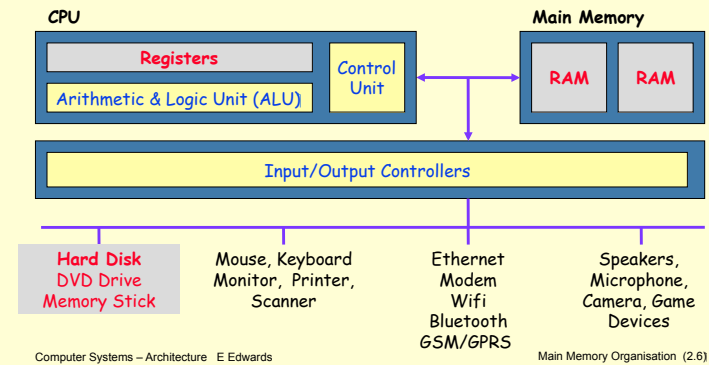 CPU
Main Memory
Registers
Arithmetic & Logic Unit (ALU)
Control
Unit
RAM
RAM
Input/Output Controllers
Hard Disk
DVD Drive
Memory Stick
Mouse, Keyboard
Monitor, Printer,
Scanner
Ethernet
Modem
Wifi
Bluetooth
GSM/GPRS
Speakers,
Microphone,
Camera, Game
Devices
Computer Systems – Architecture E Edwards
Main Memory Organisation (2.6)